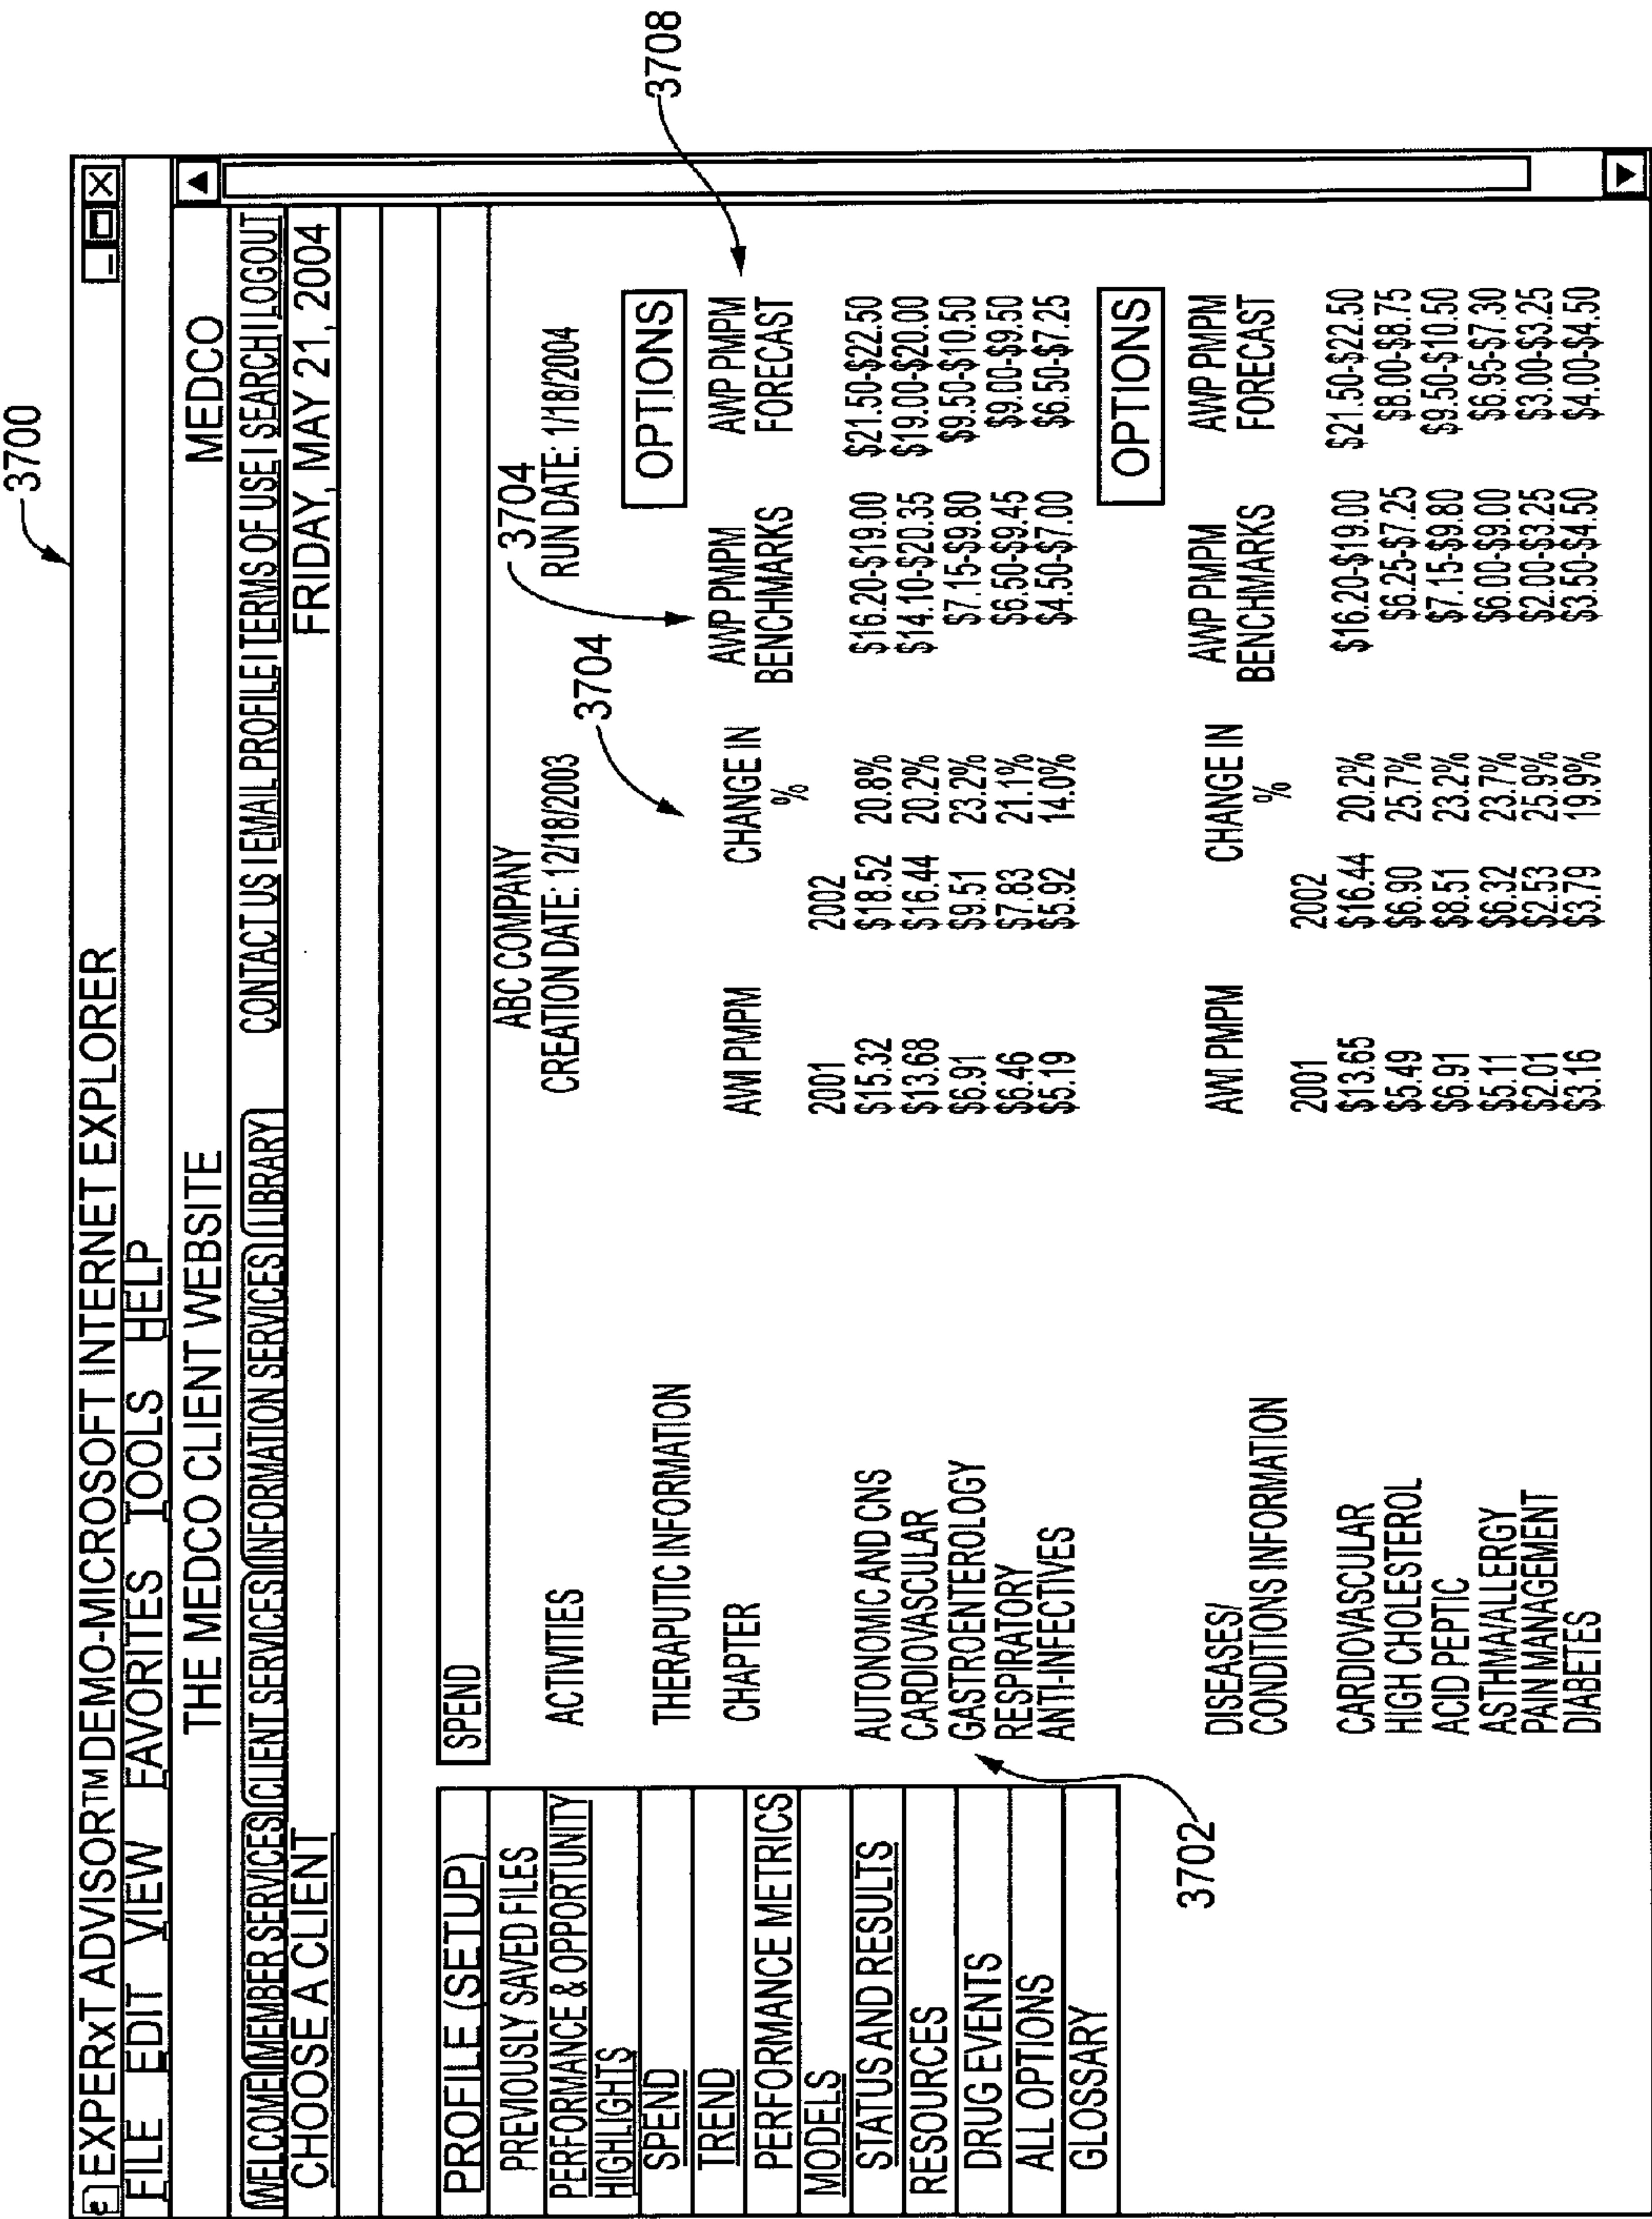 3700
EXPERxT ADVISOR™ DEMO-MICROSOFT INTERNET EXPLORER
FILE EDIT VIEW FAVORITES TOOLS HELP
THE MEDCO CLIENT WEBSITE MEDCO
WELCOME MEMBER SERVICES CLIENT SERVICES INFORMATION SERVICES LIBRARY CONTACT US | EMAIL PROFILE | TERMS OF USE | SEARCH | LOGOUT
CHOOSE A CLIENT FRIDAY, MAY 21, 2004
PROFILE (SETUP)
PREVIOUSLY SAVED FILES
PERFORMANCE & OPPORTUNITY
HIGHLIGHTS
SPEND
TREND
PERFORMANCE METRICS
MODELS
STATUS AND RESULTS
RESOURCES
DRUG EVENTS
ALL OPTIONS
GLOSSARY
3702
SPEND
ABC COMPANY
ACTIVITIES CREATION DATE: 12/18/2003 RUN DATE: 1/18/2004
3704
3704
3708
THERAPUTIC INFORMATION OPTIONS
CHAPTER AWI PMPM CHANGE IN AWP PMPM AWP PMPM
% BENCHMARKS FORECAST
2001 2002
AUTONOMIC AND CNS $15.32 $18.52 20.8% $16.20-$19.00 $21.50-$22.50
CARDIOVASCULAR $13.68 $16.44 20.2% $14.10-$20.35 $19.00-$20.00
GASTROENTEROLOGY $6.91 $9.51 23.2% $7.15-$9.80 $9.50-$10.50
RESPIRATORY $6.46 $7.83 21.1% $6.50-$9.45 $9.00-$9.50
ANTI-INFECTIVES $5.19 $5.92 14.0% $4.50-$7.00 $6.50-$7.25
OPTIONS
DISEASES/ AWI PMPM CHANGE IN AWP PMPM AWP PMPM
CONDITIONS INFORMATION % BENCHMARKS FORECAST
2001 2002
CARDIOVASCULAR $13.65 $16.44 20.2% $16.20-$19.00 $21.50-$22.50
HIGH CHOLESTEROL $5.49 $6.90 25.7% $6.25-$7.25 $8.00-$8.75
ACID PEPTIC $6.91 $8.51 23.2% $7.15-$9.80 $9.50-$10.50
ASTHMA/ALLERGY $5.11 $6.32 23.7% $6.00-$9.00 $6.95-$7.30
PAIN MANAGEMENT $2.01 $2.53 25.9% $2.00-$3.25 $3.00-$3.25
DIABETES $3.16 $3.79 19.9% $3.50-$4.50 $4.00-$4.50